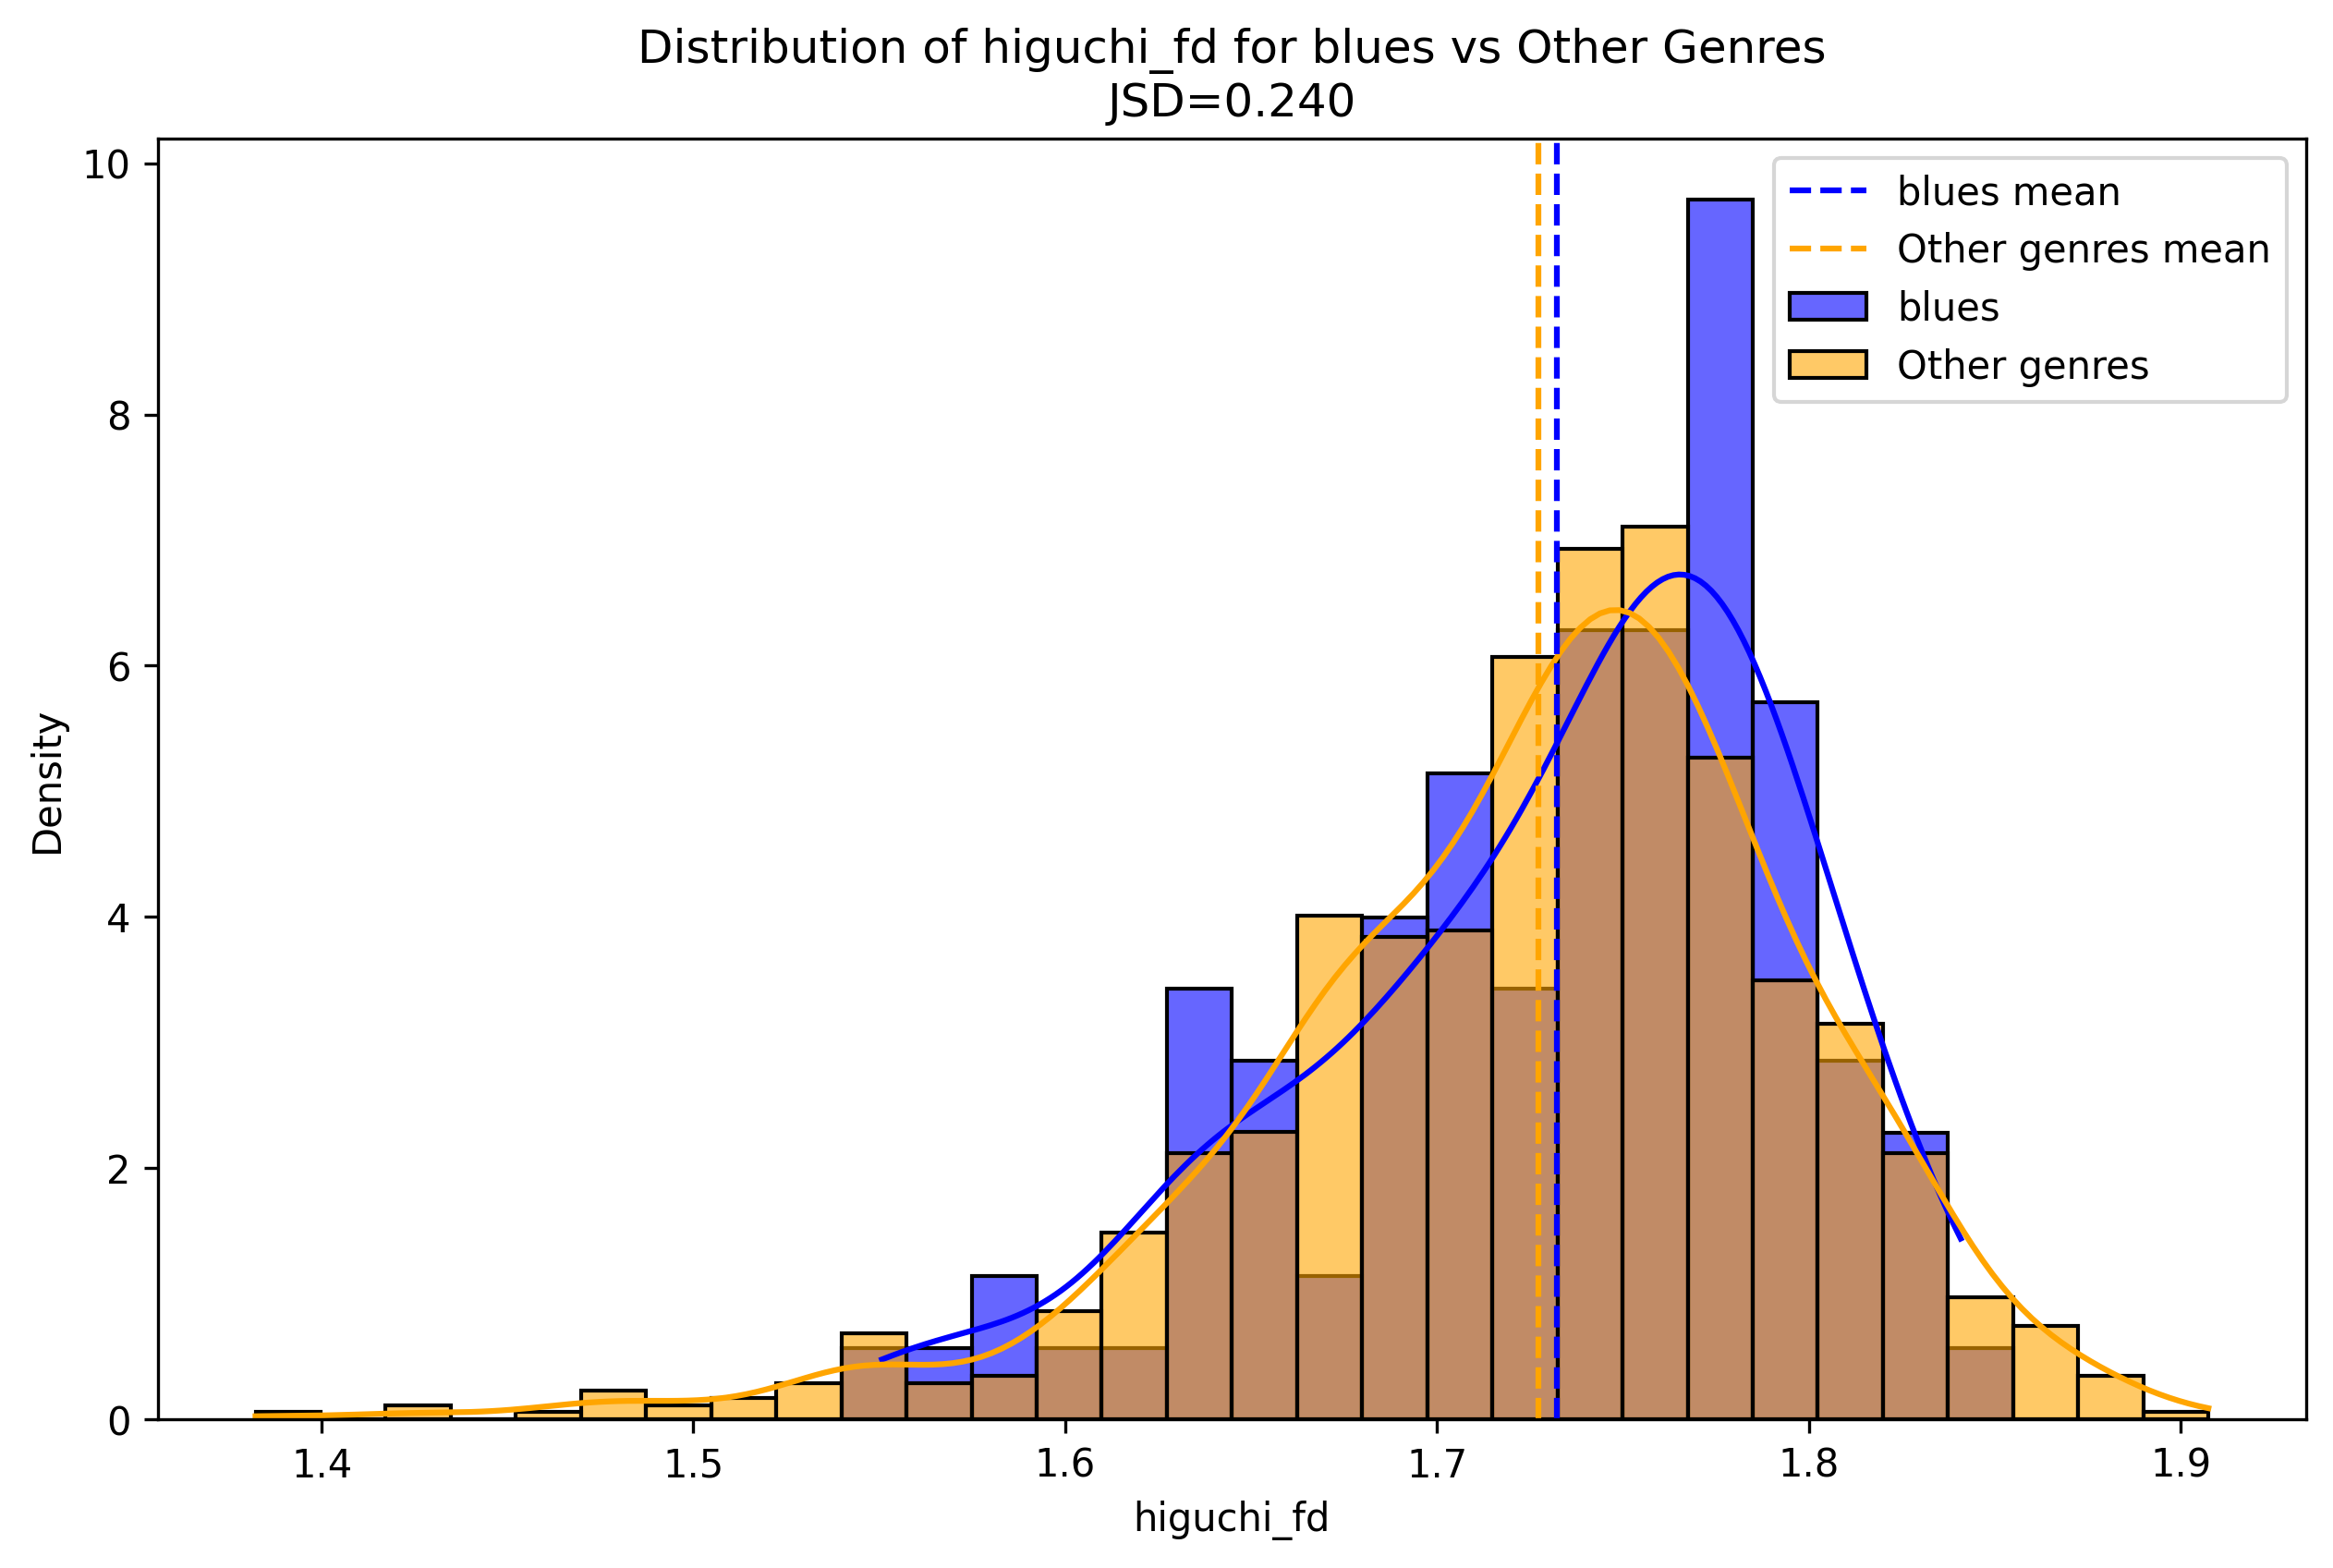 Distribution of higuchi_fd for blues vs Other Genres
JSD=0.240
blues mean
Other genres mean
blues
Other genres
10
8
6
4
2
0
Density
1.4 1.5 1.6 1.7 1.8 1.9
higuchi_fd